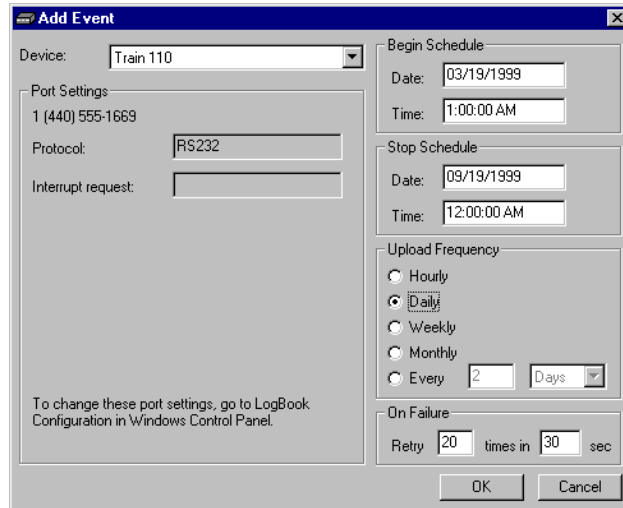 Add Event
Device: Train 110
Port Settings
1 (440) 555-1669
Protocol: RS232
Interrupt request:
To change these port settings, go to LogBook
Configuration in Windows Control Panel.
Begin Schedule
Date: 03/19/1999
Time: 1:00:00 AM
Stop Schedule
Date: 09/19/1999
Time: 12:00:00 AM
Upload Frequency
Hourly
Daily
Weekly
Monthly
Every 2 Days
On Failure
Retry 20 times in 30 sec
OK Cancel